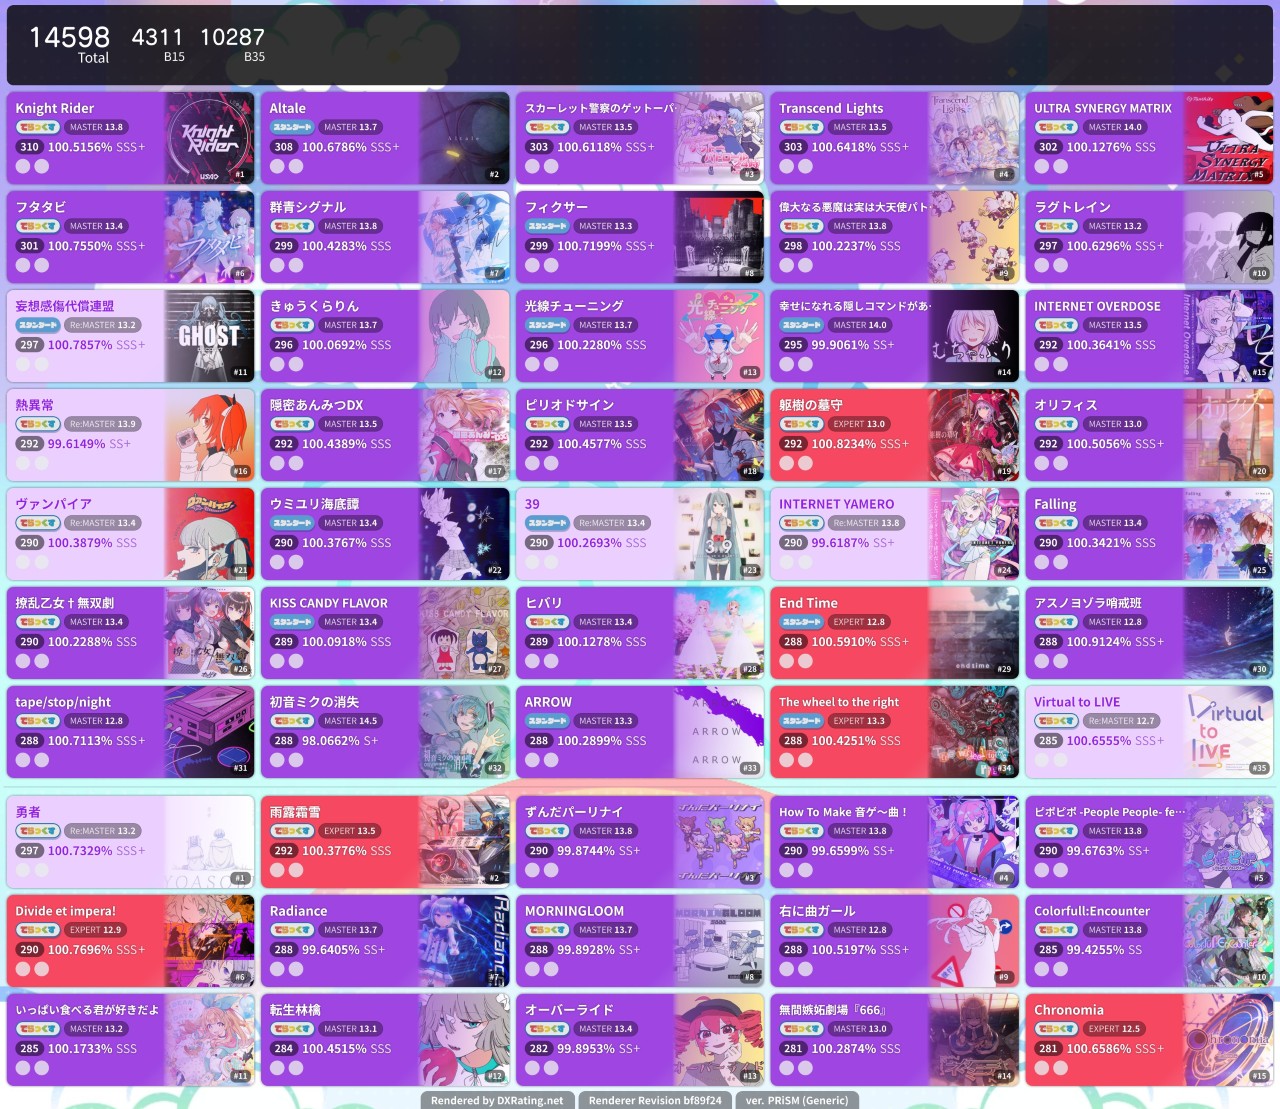 14598 4311 10287
Total B15 B35
Knight Rider
でらっくす MASTER 13.8
310 100.5156% SSS+
#1
Altale
スタンダード MASTER 13.7
308 100.6786% SSS+
#2
スカーレット警察のゲットーパ
でらっくす MASTER 13.5
303 100.6118% SSS+
#3
Transcend Lights
でらっくす MASTER 13.5
303 100.6418% SSS+
#4
ULTRA SYNERGY MATRIX
でらっくす MASTER 14.0
302 100.1276% SSS
#5
フタタビ
でらっくす MASTER 13.4
301 100.7550% SSS+
#6
群青シグナル
でらっくす MASTER 13.8
299 100.4283% SSS
#7
フィクサー
スタンダード MASTER 13.3
299 100.7199% SSS+
#8
偉大なる悪魔は実は大天使パト
でらっくす MASTER 13.8
298 100.2237% SSS
#9
ラグトレイン
でらっくす MASTER 13.2
297 100.6296% SSS+
#10
妄想感傷代償連盟
スタンダード Re:MASTER 13.2
297 100.7857% SSS+
GHOST
#11
きゅうくらりん
でらっくす MASTER 13.7
296 100.0692% SSS
#12
光線チューニング
スタンダード MASTER 13.7
296 100.2280% SSS
#13
幸せになれる隠しコマンドがあ
スタンダード MASTER 14.0
295 99.9061% SS+
#14
INTERNET OVERDOSE
でらっくす MASTER 13.5
292 100.3641% SSS
#15
熱異常
でらっくす Re:MASTER 13.9
292 99.6149% SS+
#16
隠密あんみつDX
でらっくす MASTER 13.5
292 100.4389% SSS
#17
ピリオドサイン
でらっくす MASTER 13.5
292 100.4577% SSS
#18
躯樹の墓守
でらっくす EXPERT 13.0
292 100.8234% SSS+
#19
オリフィス
でらっくす MASTER 13.0
292 100.5056% SSS+
#20
ヴァンパイア
でらっくす Re:MASTER 13.4
290 100.3879% SSS
#21
ウミユリ海底譚
スタンダード MASTER 13.4
290 100.3767% SSS
#22
39
スタンダード Re:MASTER 13.4
290 100.2693% SSS
#23
INTERNET YAMERO
でらっくす Re:MASTER 13.8
290 99.6187% SS+
#24
Falling
でらっくす MASTER 13.4
290 100.3421% SSS
#25
撩乱乙女†無双劇
スタンダード MASTER 13.4
290 100.2288% SSS
#26
KISS CANDY FLAVOR
スタンダード MASTER 13.4
289 100.0918% SSS
#27
ヒバリ
でらっくす MASTER 13.4
289 100.1278% SSS
#28
End Time
スタンダード EXPERT 12.8
288 100.5910% SSS+
#29
アスノヨゾラ哨戒班
スタンダード MASTER 12.8
288 100.9124% SSS+
#30
tape/stop/night
でらっくす MASTER 12.8
288 100.7113% SSS+
#31
初音ミクの消失
でらっくす MASTER 14.5
288 98.0662% S+
#32
ARROW
スタンダード MASTER 13.3
288 100.2899% SSS
ARROW
ARROW
#33
The wheel to the right
スタンダード EXPERT 13.3
288 100.4251% SSS
#34
Virtual to LIVE
でらっくす Re:MASTER 12.7
285 100.6555% SSS+
Virtual
to
LIVE
#35
勇者
でらっくす Re:MASTER 13.2
297 100.7329% SSS+
YOASOBI
#1
雨露霜雪
でらっくす EXPERT 13.5
292 100.3776% SSS
#2
ずんだパーリナイ
でらっくす MASTER 13.8
290 99.8744% SS+
#3
How To Make 音ゲ～曲！
でらっくす MASTER 13.8
290 99.6599% SS+
#4
ピポピポ -People People- fe…
でらっくす MASTER 13.8
290 99.6763% SS+
#5
Divide et impera!
でらっくす EXPERT 12.9
290 100.7696% SSS+
#6
Radiance
でらっくす MASTER 13.7
288 99.6405% SS+
Radiance
#7
MORNINGLOOM
でらっくす MASTER 13.7
288 99.8928% SS+
#8
右に曲ガール
でらっくす MASTER 12.8
288 100.5197% SSS+
#9
Colorfull:Encounter
でらっくす MASTER 13.8
285 99.4255% SS
#10
いっぱい食べる君が好きだよ
でらっくす MASTER 13.2
285 100.1733% SSS
#11
転生林檎
でらっくす MASTER 13.1
284 100.4515% SSS
#12
オーバーライド
でらっくす MASTER 13.4
282 99.8953% SS+
#13
無間嫉妬劇場『666』
でらっくす MASTER 13.0
281 100.2874% SSS
#14
Chronomia
でらっくす EXPERT 12.5
281 100.6586% SSS+
#15
Rendered by DXRating.net Renderer Revision bf89f24 ver. PRiSM (Generic)